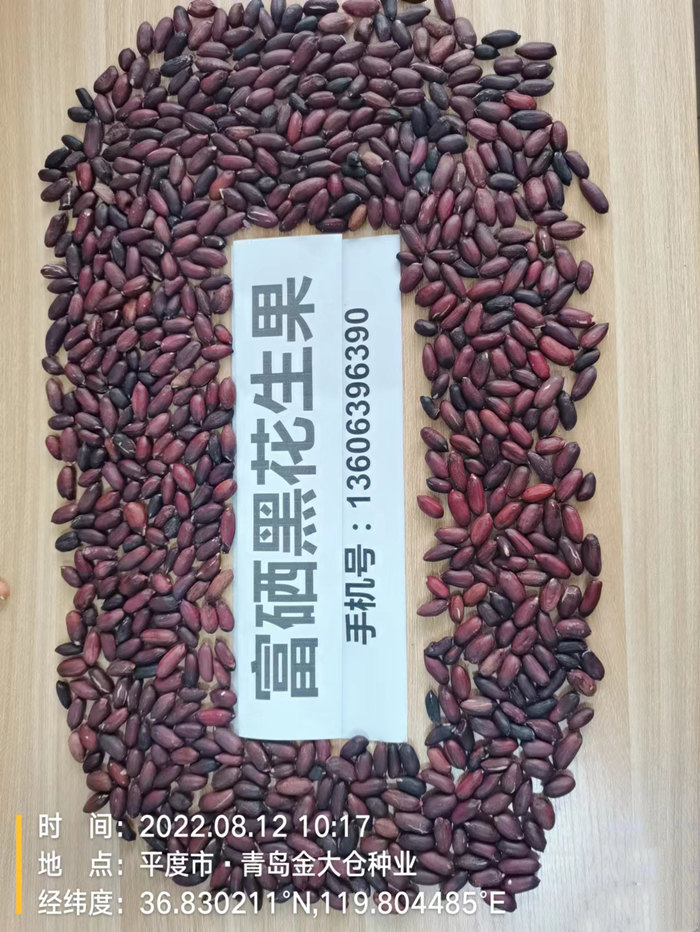 富硒黑花生果
手机号：13606396390
时 间：2022.08.12 10:17
地 点：平度市·青岛金大仓种业
经纬度：36.830211°N,119.804485°E